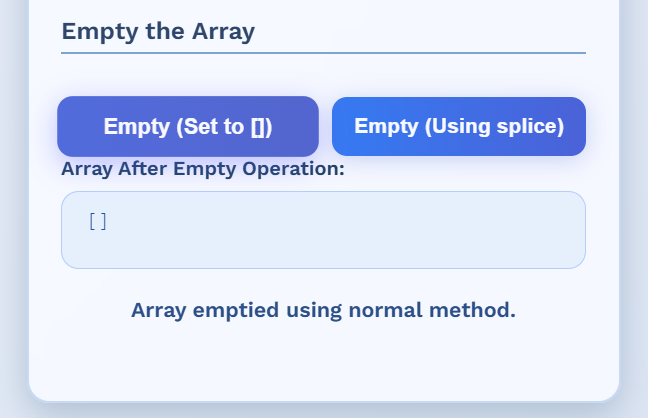 Empty the Array
Empty (Set to []) Empty (Using splice)
Array After Empty Operation:
[]
Array emptied using normal method.